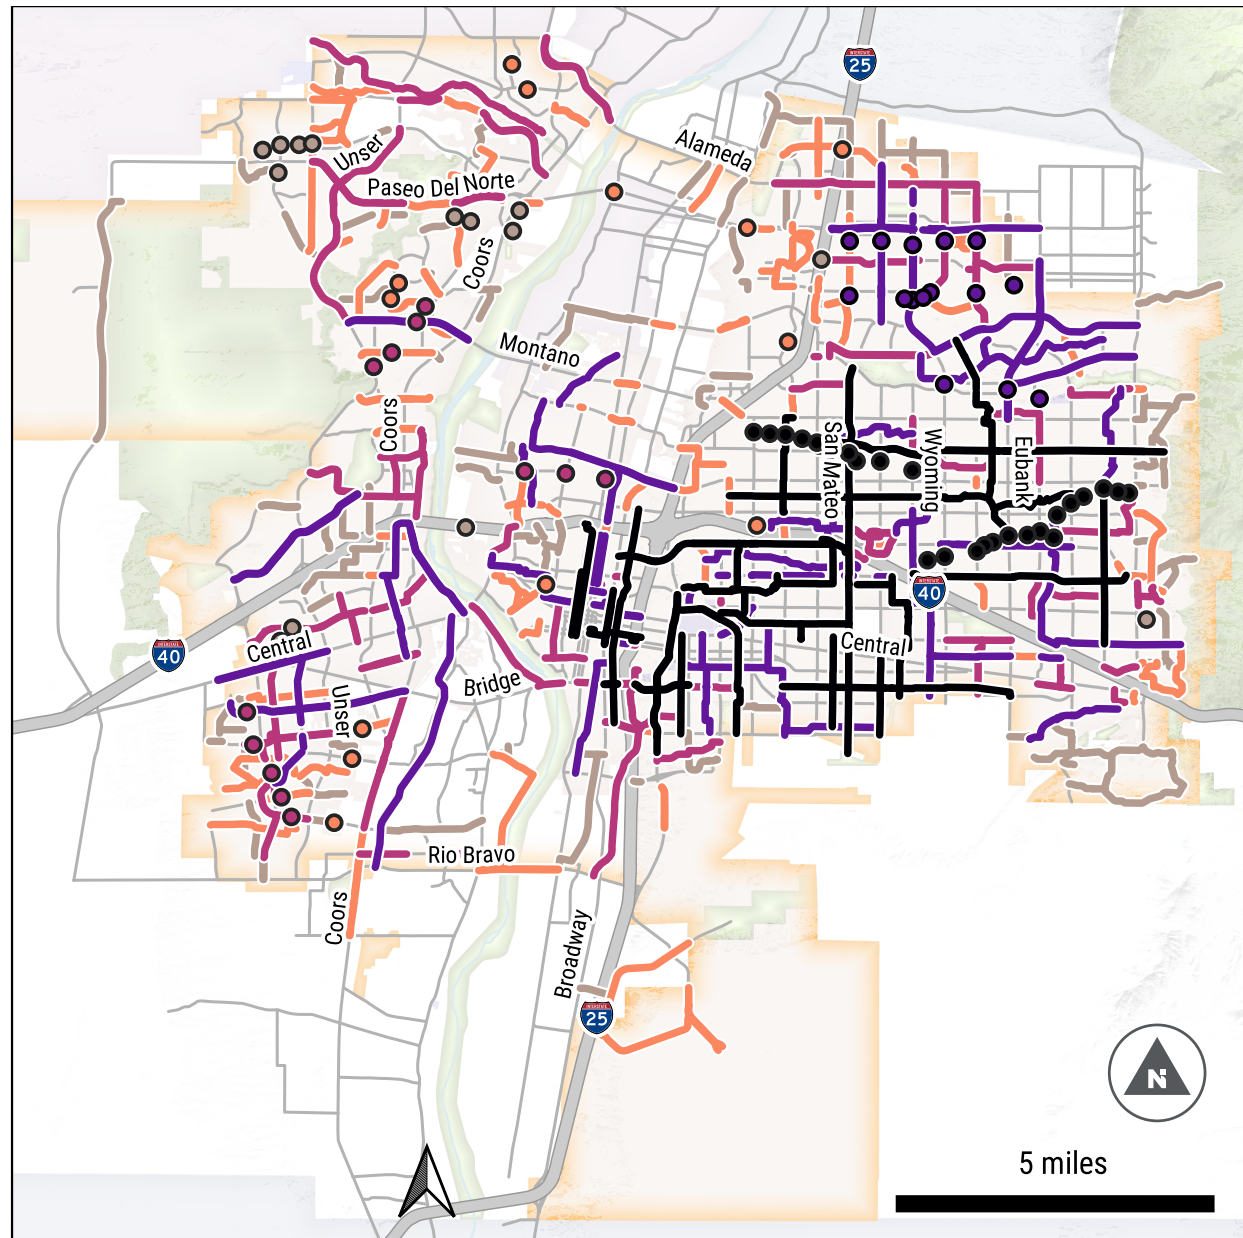 25
Alameda
Unser
Paseo Del Norte
Coors
Montano
Coors
San Mateo
Wyoming
Eubank
40
Central
Central
40
Bridge
Unser
Rio Bravo
Coors
Broadway
25
N
5 miles